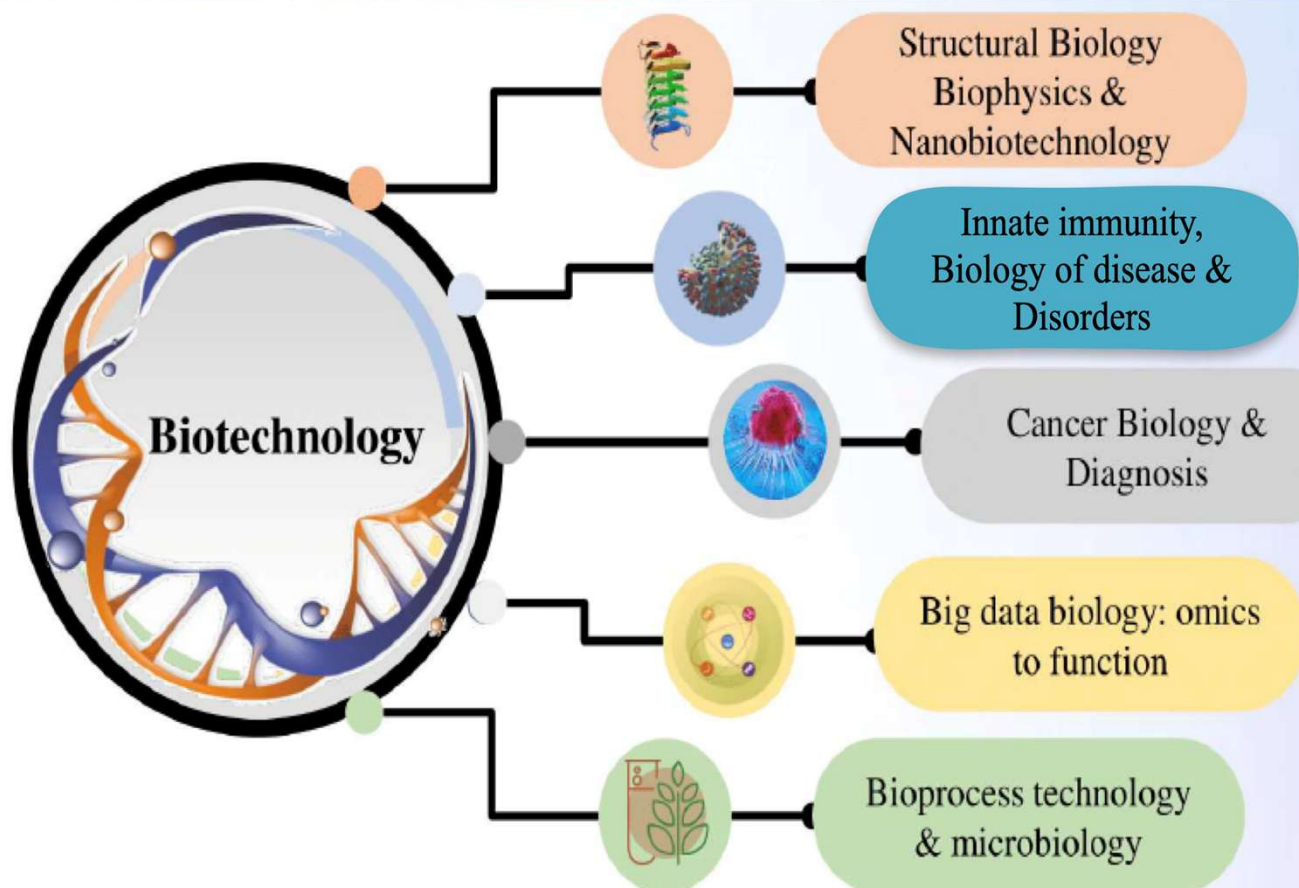 Structural Biology
Biophysics &
Nanobiotechnology
Innate immunity,
Biology of disease &
Disorders
Biotechnology
Cancer Biology &
Diagnosis
Big data biology: omics
to function
Bioprocess technology
& microbiology